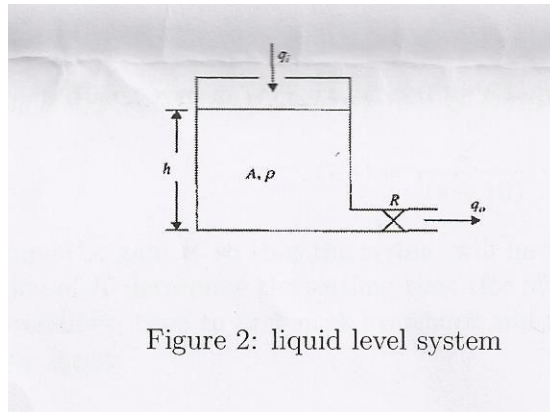 qi
h
A, ρ
R
qo
Figure 2: liquid level system